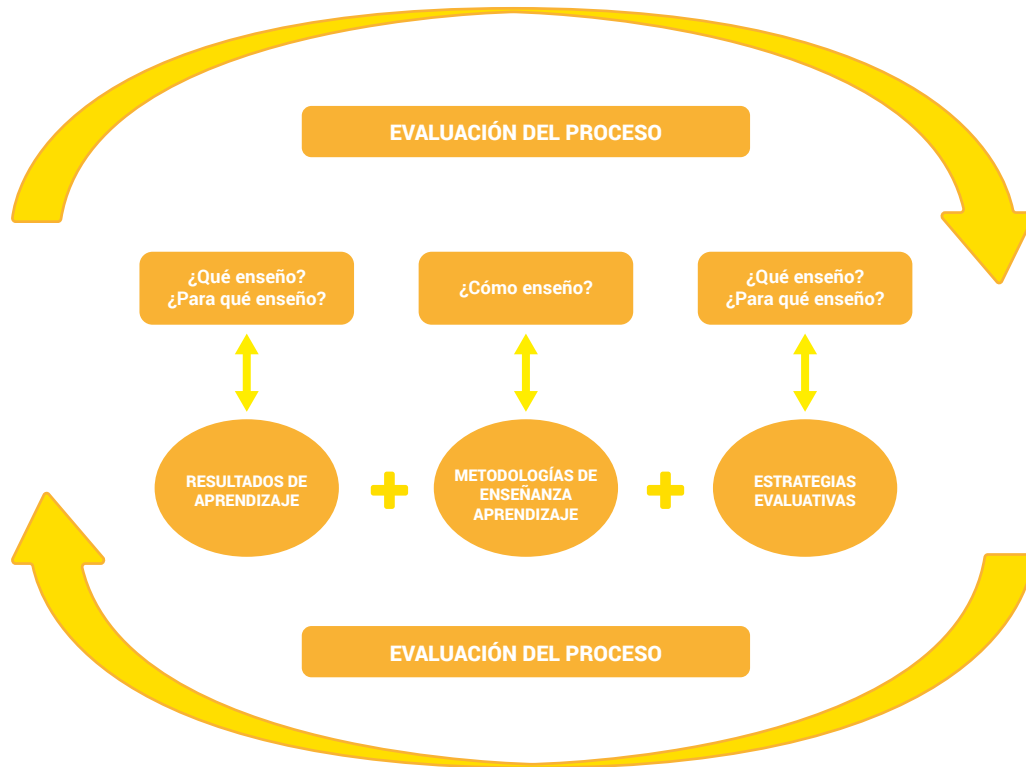 EVALUACIÓN DEL PROCESO
¿Qué enseño?
¿Para qué enseño?
¿Cómo enseño?
¿Qué enseño?
¿Para qué enseño?
RESULTADOS DE
APRENDIZAJE
METODOLOGÍAS DE
ENSEÑANZA
APRENDIZAJE
ESTRATEGIAS
EVALUATIVAS
EVALUACIÓN DEL PROCESO